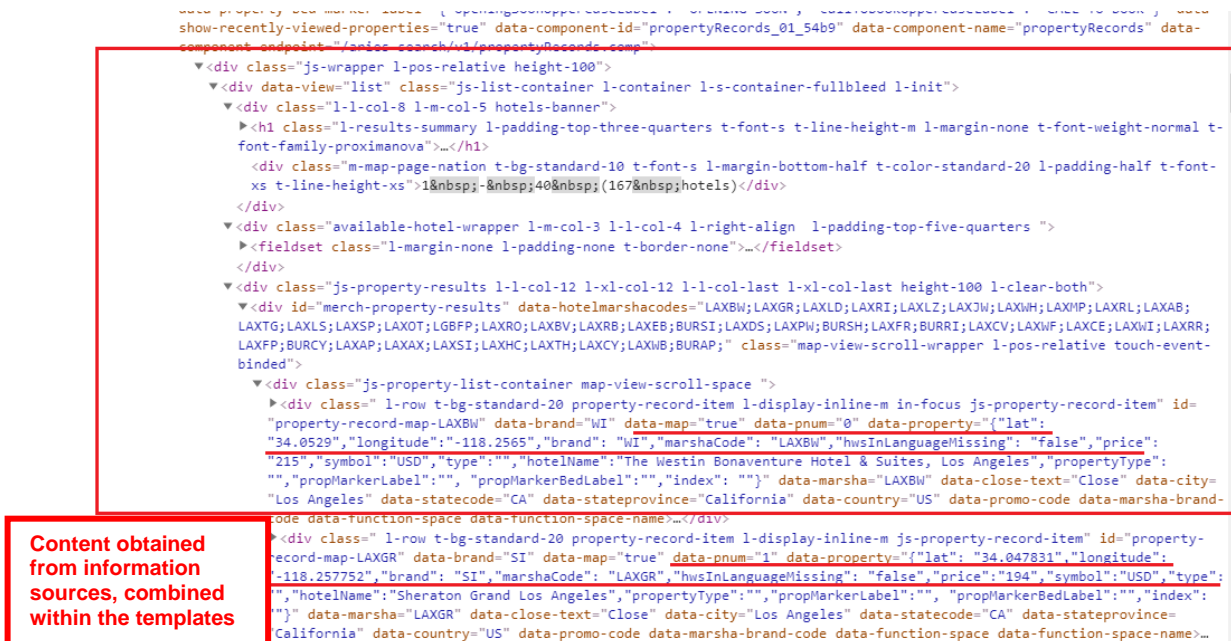 show-recently-viewed-properties="true" data-component-id="propertyRecords_01_54b9" data-component-name="propertyRecords" data-
component-endpoint="/aries-search/v1/propertyRecords.comp">
▼<div class="js-wrapper l-pos-relative height-100">
▼<div data-view="list" class="js-list-container l-container l-s-container-fullbleed l-init">
▼<div class="l-l-col-8 l-m-col-5 hotels-banner">
▶<h1 class="l-results-summary l-padding-top-three-quarters t-font-s t-line-height-m l-margin-none t-font-weight-normal t-
font-family-proximanova">…</h1>
<div class="m-map-page-nation t-bg-standard-10 t-font-s l-margin-bottom-half t-color-standard-20 l-padding-half t-font-
xs t-line-height-xs">1&nbsp;-&nbsp;40&nbsp;(167&nbsp;hotels)</div>
</div>
▼<div class="available-hotel-wrapper l-m-col-3 l-l-col-4 l-right-align  l-padding-top-five-quarters ">
▶<fieldset class="l-margin-none l-padding-none t-border-none">…</fieldset>
</div>
▼<div class="js-property-results l-l-col-12 l-xl-col-12 l-l-col-last l-xl-col-last height-100 l-clear-both">
▼<div id="merch-property-results" data-hotelmarshacodes="LAXBW;LAXGR;LAXLD;LAXRI;LAXLZ;LAXJW;LAXWH;LAXMP;LAXRL;LAXAB;
LAXTG;LAXLS;LAXSP;LAXOT;LGBFP;LAXRO;LAXBV;LAXRB;LAXEB;BURSI;LAXDS;LAXPW;BURSH;LAXFR;BURRI;LAXCV;LAXWF;LAXCE;LAXWI;LAXRR;
LAXFP;BURCY;LAXAP;LAXAX;LAXSI;LAXHC;LAXTH;LAXCY;LAXWB;BURAP;" class="map-view-scroll-wrapper l-pos-relative touch-event-
binded">
▼<div class="js-property-list-container map-view-scroll-space ">
▶<div class=" l-row t-bg-standard-20 property-record-item l-display-inline-m in-focus js-property-record-item" id=
"property-record-map-LAXBW" data-brand="WI" data-map="true" data-pnum="0" data-property="{"lat":
"34.0529","longitude":"-118.2565","brand": "WI","marshaCode": "LAXBW","hwsInLanguageMissing": "false","price":
"215","symbol":"USD","type":"","hotelName":"The Westin Bonaventure Hotel & Suites, Los Angeles","propertyType":
"","propMarkerLabel":"", "propMarkerBedLabel":"","index": ""}" data-marsha="LAXBW" data-close-text="Close" data-city=
"Los Angeles" data-statecode="CA" data-stateprovince="California" data-country="US" data-promo-code data-marsha-brand-
code data-function-space data-function-space-name>…</div>
<div class=" l-row t-bg-standard-20 property-record-item l-display-inline-m js-property-record-item" id="property-
record-map-LAXGR" data-brand="SI" data-map="true" data-pnum="1" data-property="{"lat": "34.047831","longitude":
"-118.257752","brand": "SI","marshaCode": "LAXGR","hwsInLanguageMissing": "false","price":"194","symbol":"USD","type":
"","hotelName":"Sheraton Grand Los Angeles","propertyType":"","propMarkerLabel":"", "propMarkerBedLabel":"","index":
""}" data-marsha="LAXGR" data-close-text="Close" data-city="Los Angeles" data-statecode="CA" data-stateprovince=
"California" data-country="US" data-promo-code data-marsha-brand-code data-function-space data-function-space-name>…
Content obtained
from information
sources, combined
within the templates